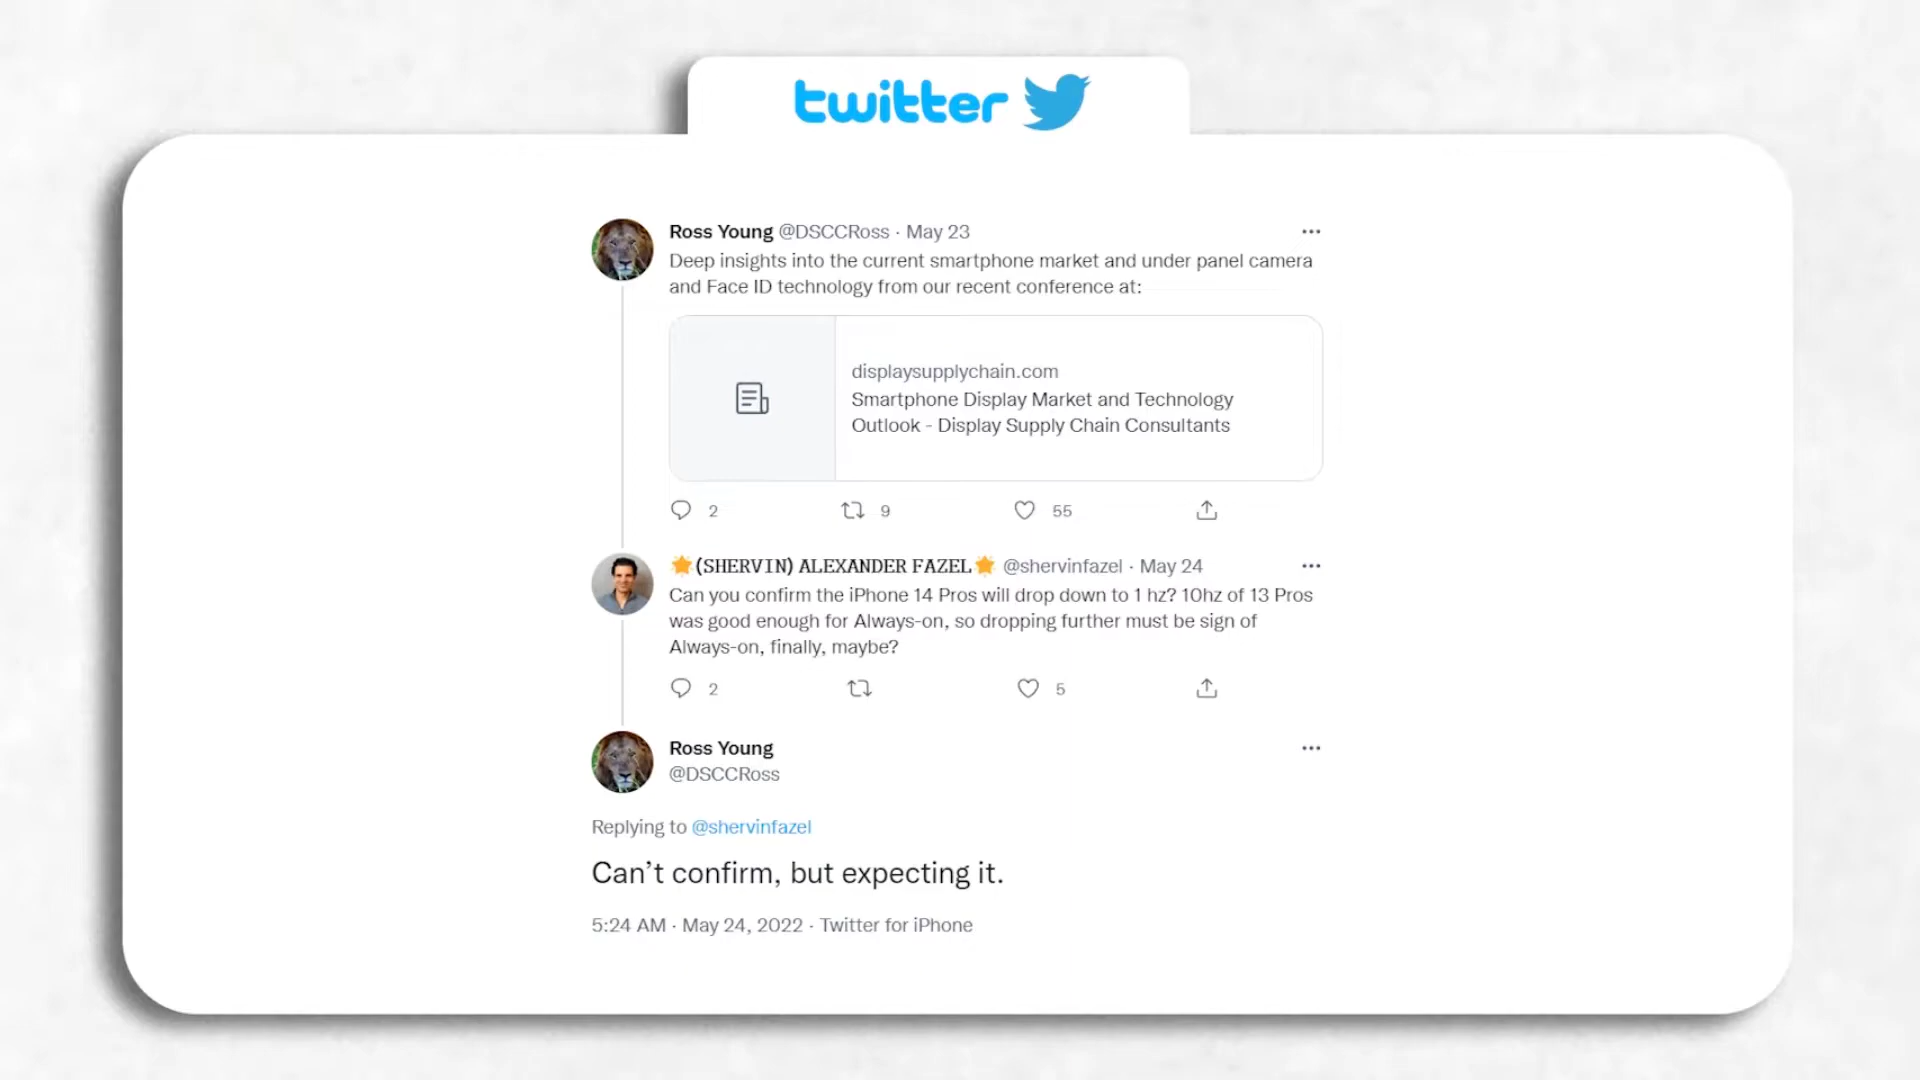 twitter
Ross Young @DSCCRoss · May 23
Deep insights into the current smartphone market and under panel camera
and Face ID technology from our recent conference at:
displaysupplychain.com
Smartphone Display Market and Technology
Outlook - Display Supply Chain Consultants
2 9 55
🌟(SHERVIN) ALEXANDER FAZEL🌟 @shervinfazel · May 24
Can you confirm the iPhone 14 Pros will drop down to 1 hz? 10hz of 13 Pros
was good enough for Always-on, so dropping further must be sign of
Always-on, finally, maybe?
2 5
Ross Young
@DSCCRoss
Replying to @shervinfazel
Can’t confirm, but expecting it.
5:24 AM · May 24, 2022 · Twitter for iPhone